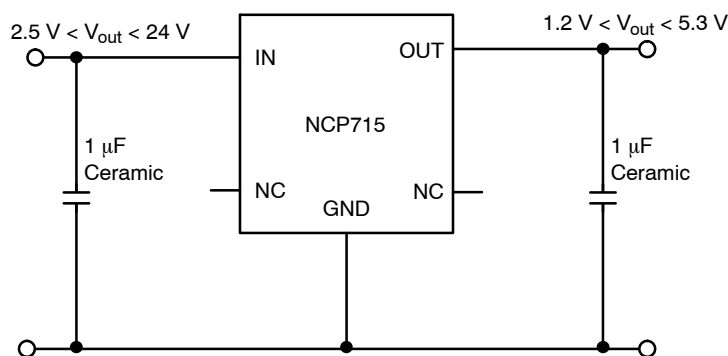 2.5 V < Vout < 24 V
1.2 V < Vout < 5.3 V
IN
OUT
NCP715
1 μF
Ceramic
1 μF
Ceramic
NC
NC
GND